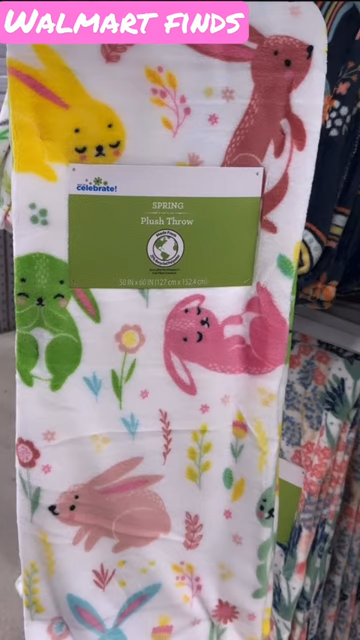 WALMART FINDS
celebrate!
SPRING
Plush Throw
50 IN x 60 IN (127 cm x 152.4 cm)